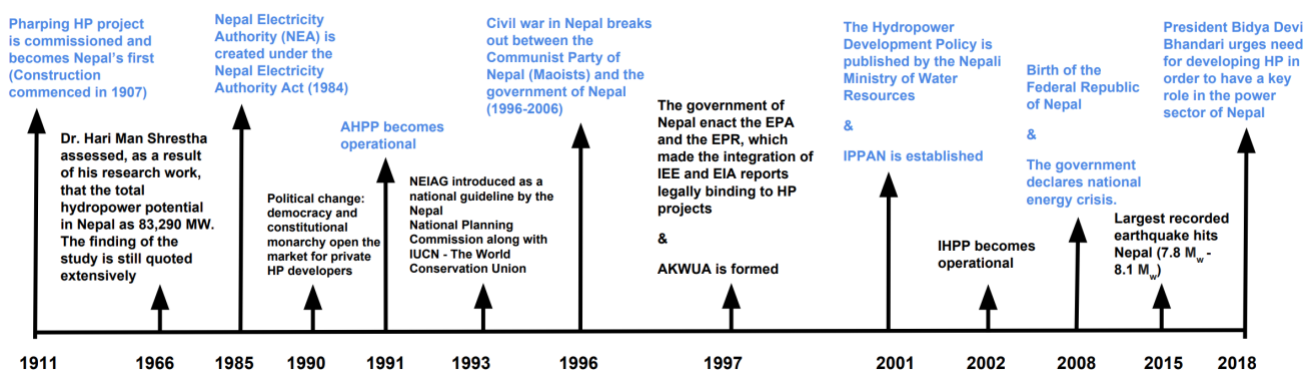 Pharping HP project
is commissioned and
becomes Nepal's first
(Construction
commenced in 1907)
Dr. Hari Man Shrestha
assessed, as a result
of his research work,
that the total
hydropower potential
in Nepal as 83,290 MW.
The finding of the
study is still quoted
extensively
Nepal Electricity
Authority (NEA) is
created under the
Nepal Electricity
Authority Act (1984)
Political change:
democracy and
constitutional
monarchy open the
market for private
HP developers
AHPP becomes
operational
NEIAG introduced as a
national guideline by the
Nepal
National Planning
Commission along with
IUCN - The World
Conservation Union
Civil war in Nepal breaks
out between the
Communist Party of
Nepal (Maoists) and the
government of Nepal
(1996-2006)
The government of
Nepal enact the EPA
and the EPR, which
made the integration of
IEE and EIA reports
legally binding to HP
projects
&
AKWUA is formed
The Hydropower
Development Policy is
published by the Nepali
Ministry of Water
Resources
&
IPPAN is established
IHPP becomes
operational
Birth of the
Federal Republic
of Nepal
&
The government
declares national
energy crisis.
Largest recorded
earthquake hits
Nepal (7.8 Mw -
8.1 Mw)
President Bidya Devi
Bhandari urges need
for developing HP in
order to have a key
role in the power
sector of Nepal
1911 1966 1985 1990 1991 1993 1996 1997 2001 2002 2008 2015 2018